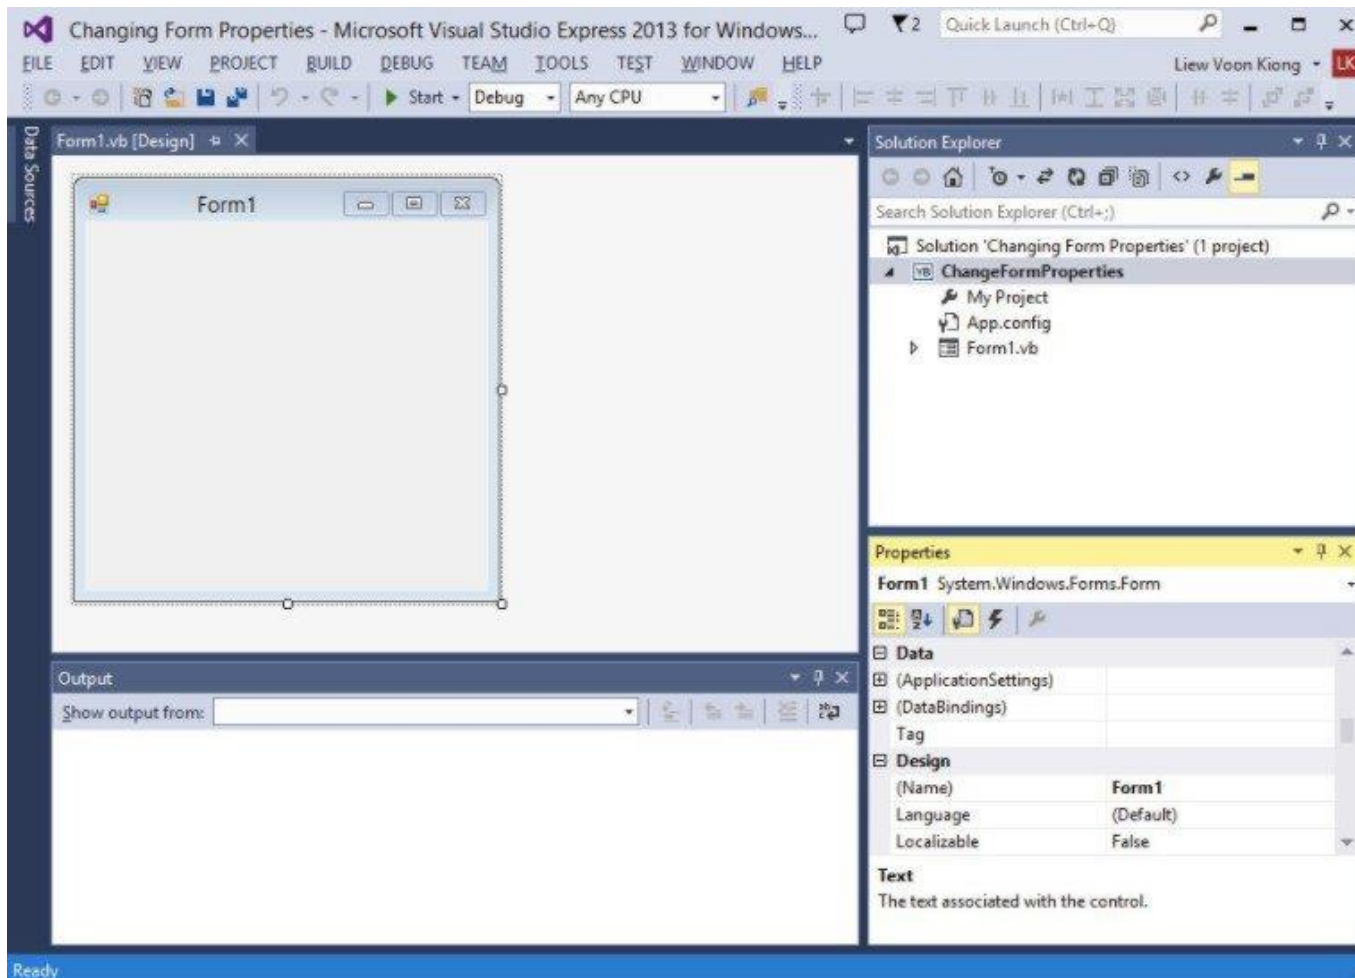 Changing Form Properties - Microsoft Visual Studio Express 2013 for Windows... 2 Quick Launch (Ctrl+Q)
FILE EDIT VIEW PROJECT BUILD DEBUG TEAM TOOLS TEST WINDOW HELP Liew Voon Kiong LK
Start Debug Any CPU
Data Sources
Form1.vb [Design]
Form1
Output
Show output from:
Solution Explorer
Search Solution Explorer (Ctrl+;)
Solution 'Changing Form Properties' (1 project)
VB ChangeFormProperties
My Project
App.config
Form1.vb
Properties
Form1 System.Windows.Forms.Form
Data
(ApplicationSettings)
(DataBindings)
Tag
Design
(Name) Form1
Language (Default)
Localizable False
Text
The text associated with the control.
Ready